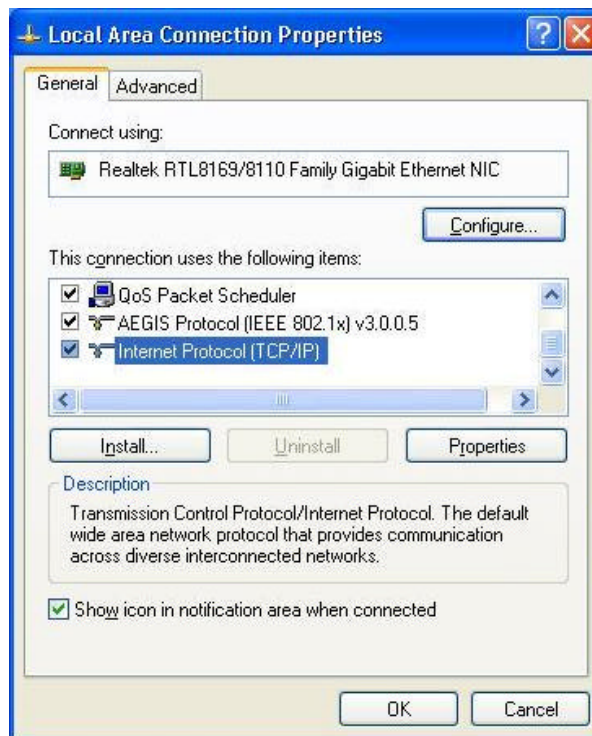 Local Area Connection Properties
General
Advanced
Connect using:
Realtek RTL8169/8110 Family Gigabit Ethernet NIC
Configure...
This connection uses the following items:
QoS Packet Scheduler
AEGIS Protocol (IEEE 802.1x) v3.0.0.5
Internet Protocol (TCP/IP)
Install...
Uninstall
Properties
Description
Transmission Control Protocol/Internet Protocol. The default
wide area network protocol that provides communication
across diverse interconnected networks.
Show icon in notification area when connected
OK
Cancel